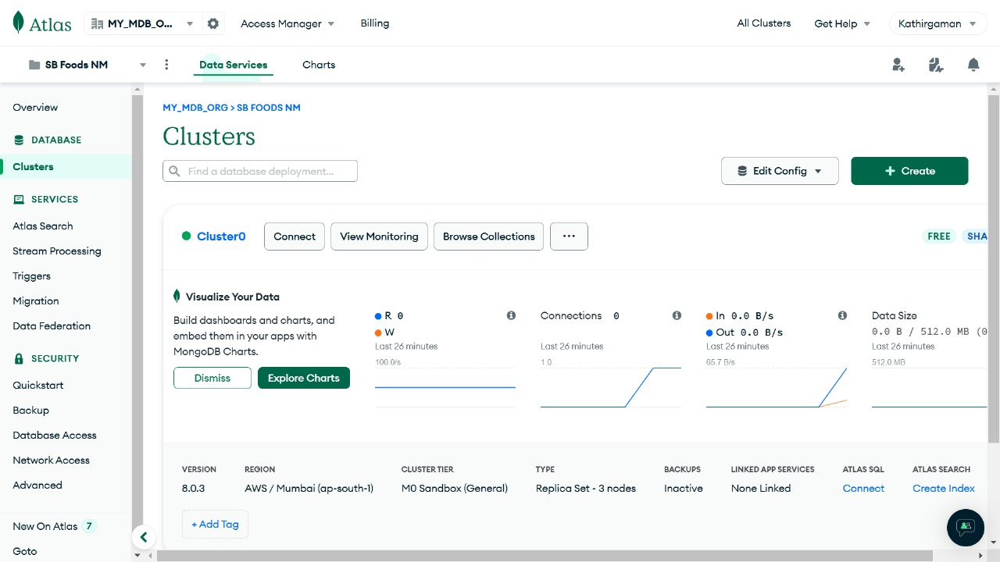 Atlas
MY_MDB_O...
Access Manager
Billing
All Clusters
Get Help
Kathirgaman
SB Foods NM
Data Services
Charts
Overview
DATABASE
Clusters
SERVICES
Atlas Search
Stream Processing
Triggers
Migration
Data Federation
SECURITY
Quickstart
Backup
Database Access
Network Access
Advanced
New On Atlas 7
Goto
MY_MDB_ORG > SB FOODS NM
Clusters
Find a database deployment...
Edit Config
+ Create
Cluster0
Connect
View Monitoring
Browse Collections
...
FREE
SHA
Visualize Your Data
Build dashboards and charts, and
embed them in your apps with
MongoDB Charts.
Dismiss
Explore Charts
R 0
W
Last 26 minutes
100.0/s
Connections 0
Last 26 minutes
1.0
In 0.0 B/s
Out 0.0 B/s
Last 26 minutes
65.7 B/s
Data Size
0.0 B / 512.0 MB (0
Last 26 minutes
512.0 MB
VERSION
8.0.3
REGION
AWS / Mumbai (ap-south-1)
CLUSTER TIER
M0 Sandbox (General)
TYPE
Replica Set - 3 nodes
BACKUPS
Inactive
LINKED APP SERVICES
None Linked
ATLAS SQL
Connect
ATLAS SEARCH
Create Index
+ Add Tag